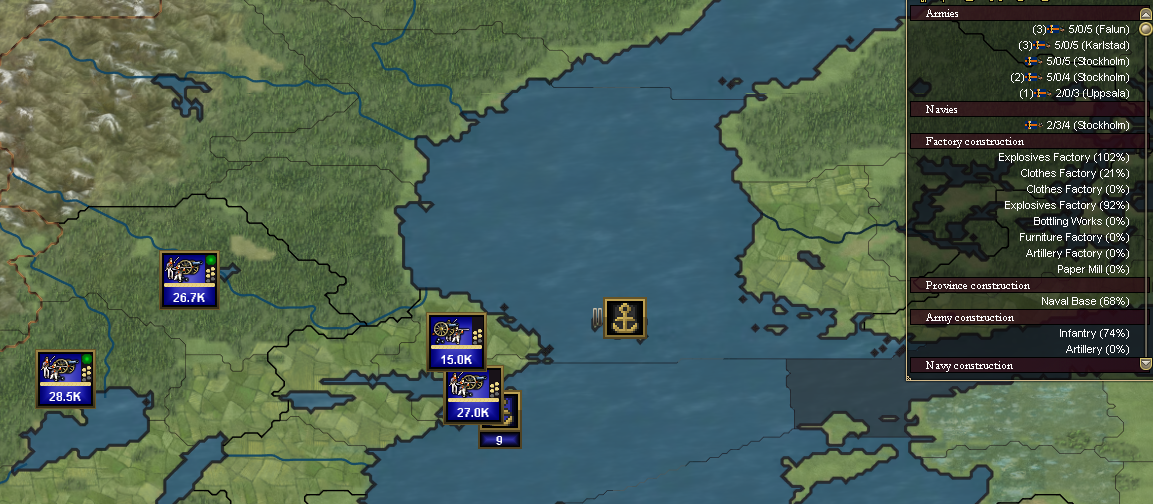 Armies
(3) 5/0/5 (Falun)
(3) 5/0/5 (Karlstad)
5/0/5 (Stockholm)
(2) 5/0/4 (Stockholm)
(1) 2/0/3 (Uppsala)
Navies
2/3/4 (Stockholm)
Factory construction
Explosives Factory (102%)
Clothes Factory (21%)
Clothes Factory (0%)
Explosives Factory (92%)
Bottling Works (0%)
Furniture Factory (0%)
Artillery Factory (0%)
Paper Mill (0%)
Province construction
Naval Base (68%)
Army construction
Infantry (74%)
Artillery (0%)
Navy construction
26.7K
15.0K
28.5K
27.0K
9